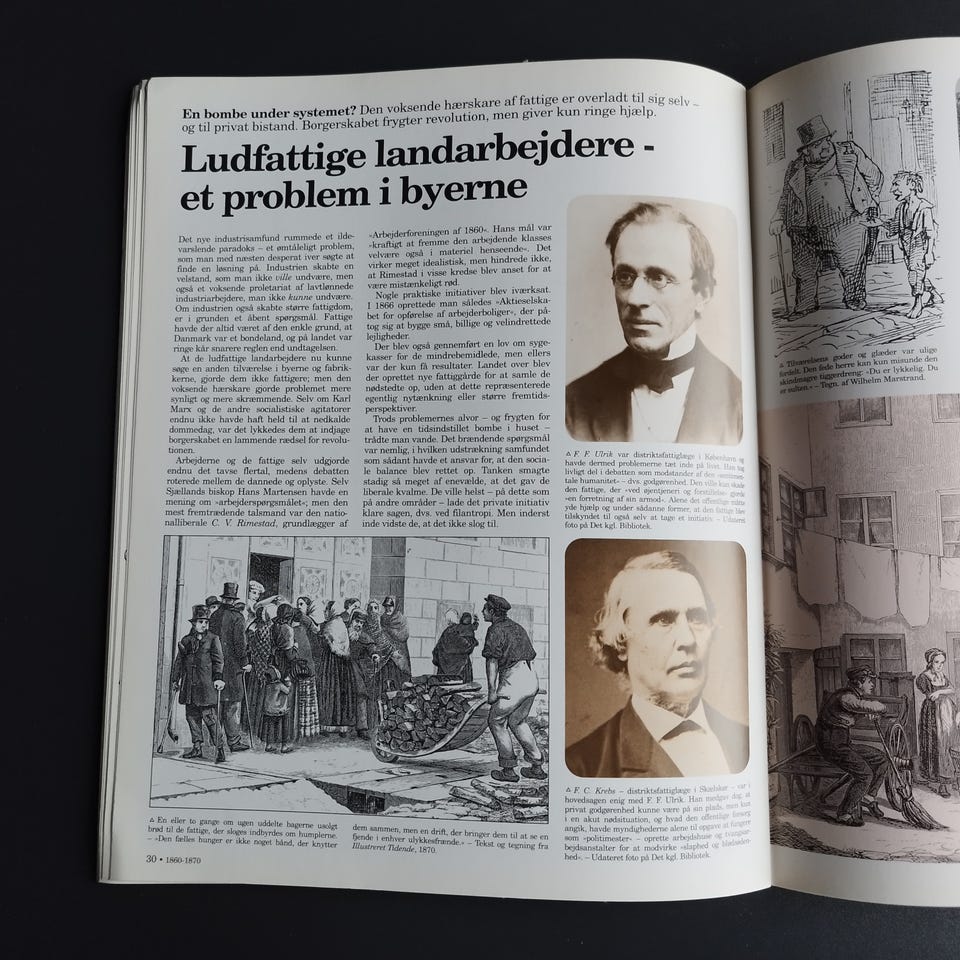 En bombe under systemet? Den voksende hærskare af fattige er overladt til sig selv –
og til privat bistand. Borgerskabet frygter revolution, men giver kun ringe hjælp.
Ludfattige landarbejdere -
et problem i byerne
Det nye industrisamfund rummede et ilde-
varslende paradoks – et ømtåleligt problem,
som man med næsten desperat iver søgte at
finde en løsning på. Industrien skabte en
velstand, som man ikke ville undvære, men
også et voksende proletariat af lavtlønnede
industriarbejdere, man ikke kunne undvære.
Om industrien også skabte større fattigdom,
er i grunden et åbent spørgsmål. Fattige
havde der altid været af den enkle grund, at
Danmark var et bondeland, og på landet var
ringe kår snarere reglen end undtagelsen.
At de ludfattige landarbejdere nu kunne
søge en anden tilværelse i byerne og fabrik-
kerne, gjorde dem ikke fattigere; men den
voksende hærskare gjorde problemet mere
synligt og mere skræmmende. Selv om Karl
Marx og de andre socialistiske agitatorer
endnu ikke havde haft held til at nedkalde
dommedag, var det lykkedes dem at indjage
borgerskabet en lammende rædsel for revolu-
tionen.
Arbejderne og de fattige selv udgjorde
endnu det tavse flertal, medens debatten
roterede mellem de dannede og oplyste. Selv
Sjællands biskop Hans Martensen havde en
mening om »arbejderspørgsmålet«; men den
mest fremtrædende talsmand var den natio-
nalliberale C. V. Rimestad, grundlægger af
»Arbejderforeningen af 1860«. Hans mål var
»kraftigt at fremme den arbejdende klasses
velvære også i materiel henseende«. Det
virker meget idealistisk, men hindrede ikke,
at Rimestad i visse kredse blev anset for at
være mistænkeligt rød.
Nogle praktiske initiativer blev iværksat.
I 1866 oprettede man således »Aktieselska-
bet for opførelse af arbejderboliger«, der på-
tog sig at bygge små, billige og velindrettede
lejligheder.
Der blev også gennemført en lov om syge-
kasser for de mindrebemidlede, men ellers
var der kun få resultater. Landet over blev
der oprettet nye fattiggårde for at samle de
nødstedte op, uden at dette repræsenterede
egentlig nytænkning eller større fremtids-
perspektiver.
Trods problemernes alvor – og frygten for
at have en tidsindstillet bombe i huset –
trådte man vande. Det brændende spørgsmål
var nemlig, i hvilken udstrækning samfundet
som sådant havde et ansvar for, at den socia-
le balance blev rettet op. Tanken smagte
stadig så meget af enevælde, at det gav de
liberale kvalme. De ville helst – på dette som
på andre områder – lade det private initiativ
klare sagen, dvs. ved filantropi. Men inderst
inde vidste de, at det ikke slog til.
▵ F. F. Ulrik var distriktsfattiglæge i København og
havde dermed problemerne tæt inde på livet. Han tog
livligt del i debatten som modstander af den »sentimen-
tale humanitet« – dvs. godgørenhed. Den ville kun skade
den fattige, der »ved øjentjeneri og forstillelse« gjorde
»en forretning af sin armod«. Alene det offentlige måtte
yde hjælp og under sådanne former, at den fattige blev
tilskyndet til også selv at tage et initiativ. – Udateret
foto på Det kgl. Bibliotek.
▵ F. C. Krebs – distriktsfattiglæge i Skælskør – var i
hovedsagen enig med F. F. Ulrik. Han medgav dog, at
privat godgørenhed kunne være på sin plads, men kun
i en akut nødsituation, og hvad den offentlige forsorg
angik, havde myndighederne alene til opgave at fungere
som »politimester« – oprette arbejdshuse og tvangsar-
bejdsanstalter for at modvirke »slaphed og blødsøden-
hed«. – Udateret foto på Det kgl. Bibliotek.
▵ En eller to gange om ugen uddelte bagerne usolgt
brød til de fattige, der sloges indbyrdes om humplerne.
– »Den fælles hunger er ikke noget bånd, der knytter
dem sammen, men en drift, der bringer dem til at se en
fjende i enhver ulykkesfrænde.« – Tekst og tegning fra
Illustreret Tidende, 1870.
30 • 1860-1870
▵ Tilværelsens goder og glæder var ulige
fordelt. Den fede herre kan kun misunde den
skindmagre tiggerdreng: »Du er lykkelig. Du
er sulten.« – Tegn. af Wilhelm Marstrand.